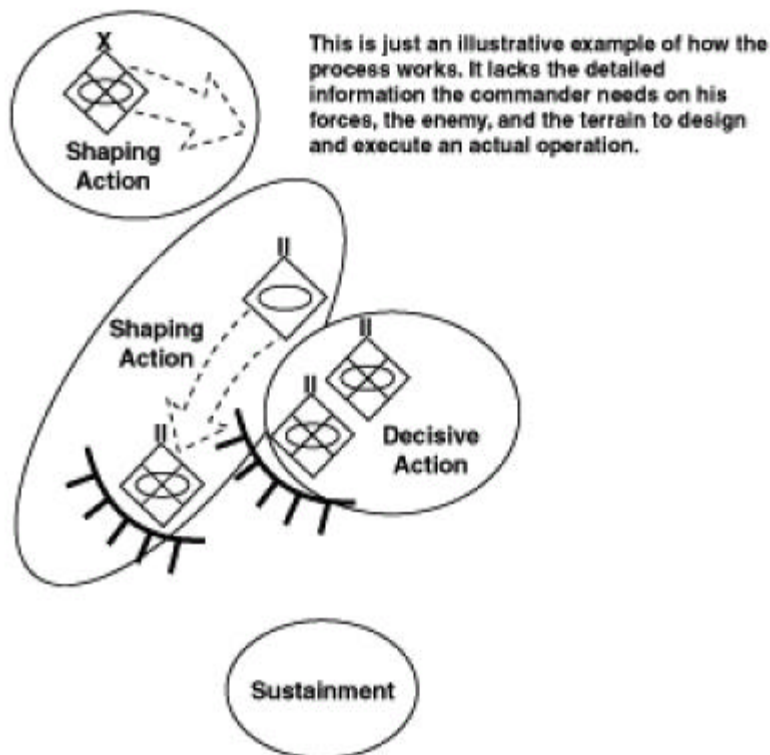 This is just an illustrative example of how the
process works. It lacks the detailed
information the commander needs on his
forces, the enemy, and the terrain to design
and execute an actual operation.
X
Shaping
Action
II
Shaping
Action
II
II
II
Decisive
Action
Sustainment